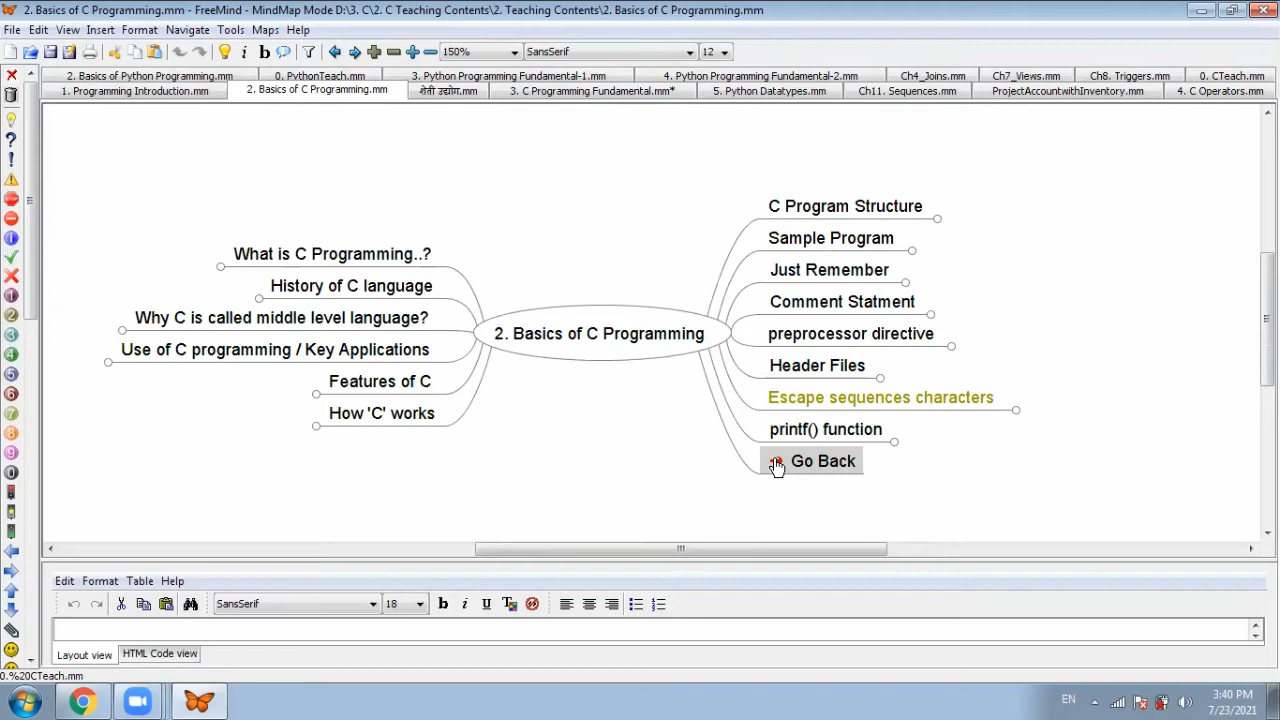 2. Basics of C Programming.mm - FreeMind - MindMap Mode D:\3. C\2. C Teaching Contents\2. Teaching Contents\2. Basics of C Programming.mm
File Edit View Insert Format Navigate Tools Maps Help
150% SansSerif 12
2. Basics of Python Programming.mm 0. PythonTeach.mm 3. Python Programming Fundamental-1.mm 4. Python Programming Fundamental-2.mm Ch4_Joins.mm Ch7_Views.mm Ch8. Triggers.mm 0. CTeach.mm
1. Programming Introduction.mm 2. Basics of C Programming.mm शेती उद्योग.mm 3. C Programming Fundamental.mm* 5. Python Datatypes.mm Ch11. Sequences.mm ProjectAccountwithInventory.mm 4. C Operators.mm
What is C Programming..?
History of C language
Why C is called middle level language?
Use of C programming / Key Applications
Features of C
How 'C' works
2. Basics of C Programming
C Program Structure
Sample Program
Just Remember
Comment Statment
preprocessor directive
Header Files
Escape sequences characters
printf() function
Go Back
Edit Format Table Help
SansSerif 18
Layout view HTML Code view
0.%20CTeach.mm
EN 3:40 PM
7/23/2021